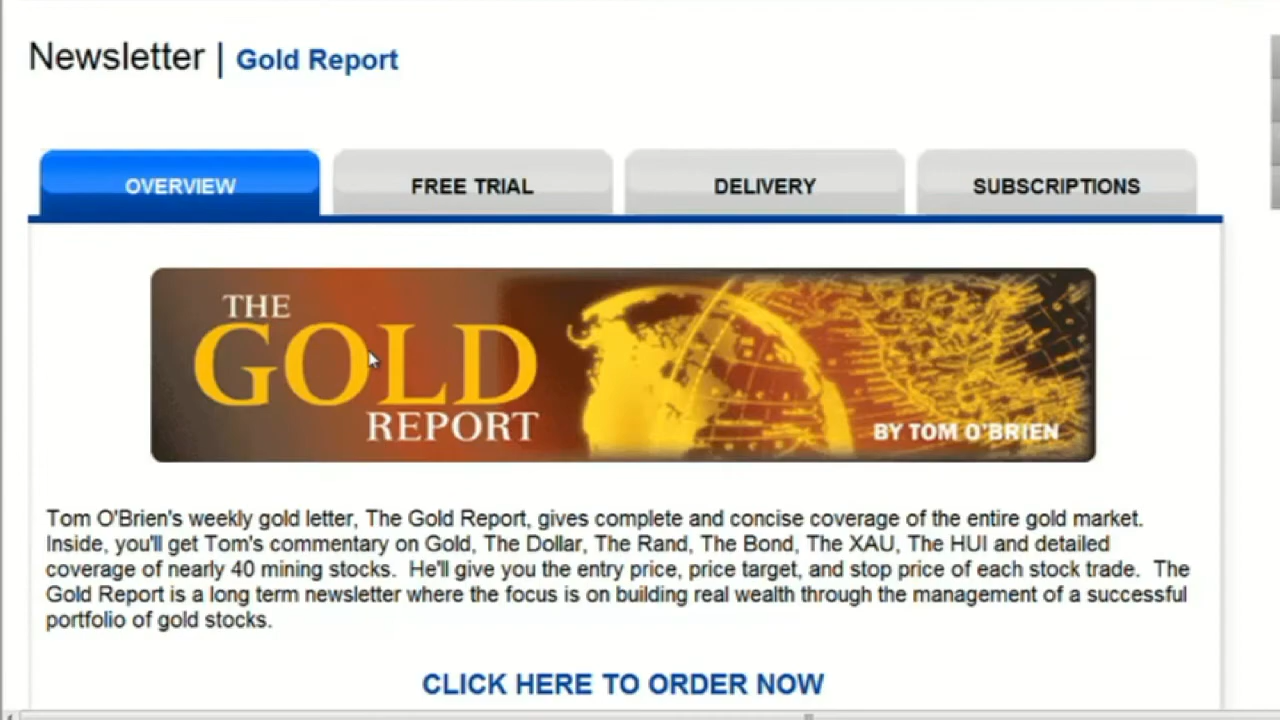 Newsletter | Gold Report
OVERVIEW
FREE TRIAL
DELIVERY
SUBSCRIPTIONS
THE
GOLD
REPORT
BY TOM O'BRIEN
Tom O'Brien's weekly gold letter, The Gold Report, gives complete and concise coverage of the entire gold market.
Inside, you'll get Tom's commentary on Gold, The Dollar, The Rand, The Bond, The XAU, The HUI and detailed
coverage of nearly 40 mining stocks.  He'll give you the entry price, price target, and stop price of each stock trade.  The
Gold Report is a long term newsletter where the focus is on building real wealth through the management of a successful
portfolio of gold stocks.
CLICK HERE TO ORDER NOW